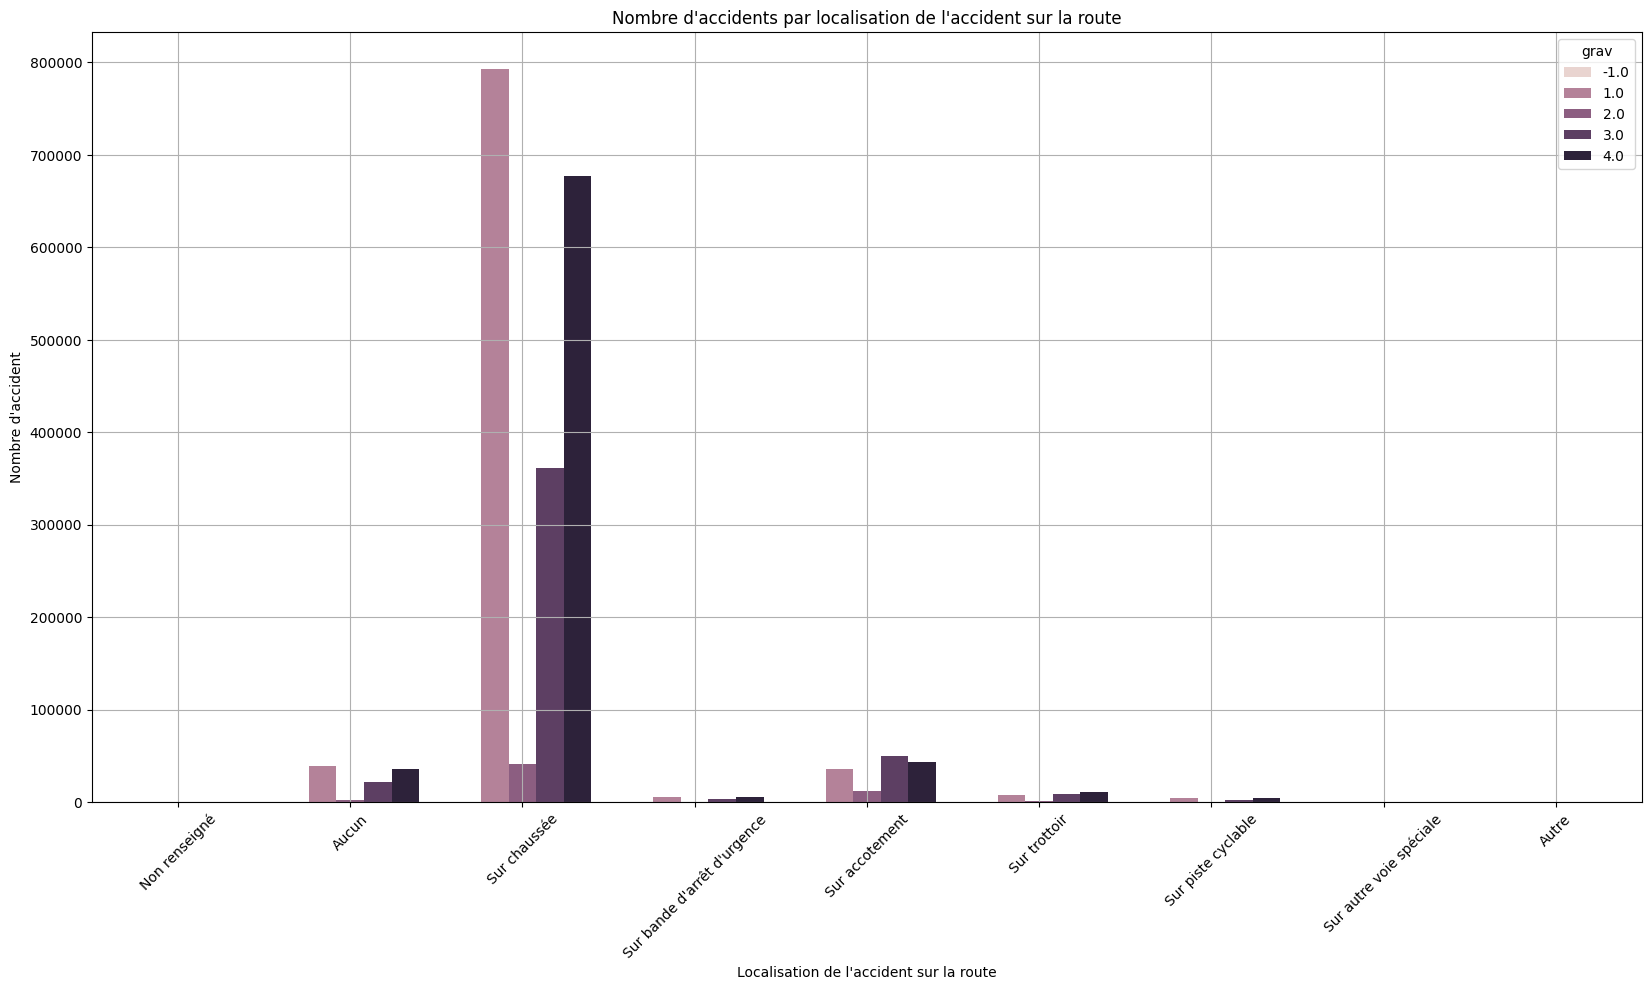 Nombre d'accidents par localisation de l'accident sur la route
grav
-1.0
1.0
2.0
3.0
4.0
Nombre d'accident
800000
700000
600000
500000
400000
300000
200000
100000
0
Non renseigné
Aucun
Sur chaussée
Sur bande d'arrêt d'urgence
Sur accotement
Sur trottoir
Sur piste cyclable
Sur autre voie spéciale
Autre
Localisation de l'accident sur la route